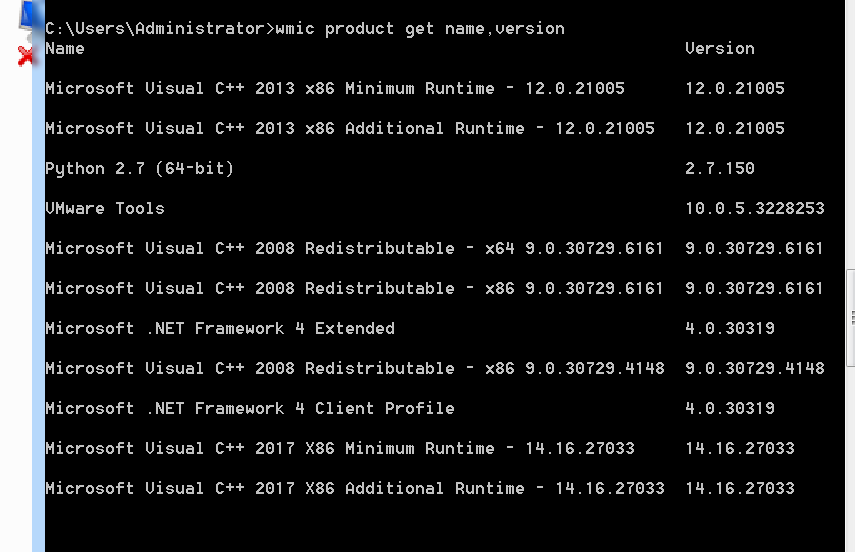 C:\Users\Administrator>wmic product get name,version
Name Version
Microsoft Visual C++ 2013 x86 Minimum Runtime - 12.0.21005 12.0.21005
Microsoft Visual C++ 2013 x86 Additional Runtime - 12.0.21005 12.0.21005
Python 2.7 (64-bit) 2.7.150
VMware Tools 10.0.5.3228253
Microsoft Visual C++ 2008 Redistributable - x64 9.0.30729.6161 9.0.30729.6161
Microsoft Visual C++ 2008 Redistributable - x86 9.0.30729.6161 9.0.30729.6161
Microsoft .NET Framework 4 Extended 4.0.30319
Microsoft Visual C++ 2008 Redistributable - x86 9.0.30729.4148 9.0.30729.4148
Microsoft .NET Framework 4 Client Profile 4.0.30319
Microsoft Visual C++ 2017 X86 Minimum Runtime - 14.16.27033 14.16.27033
Microsoft Visual C++ 2017 X86 Additional Runtime - 14.16.27033 14.16.27033